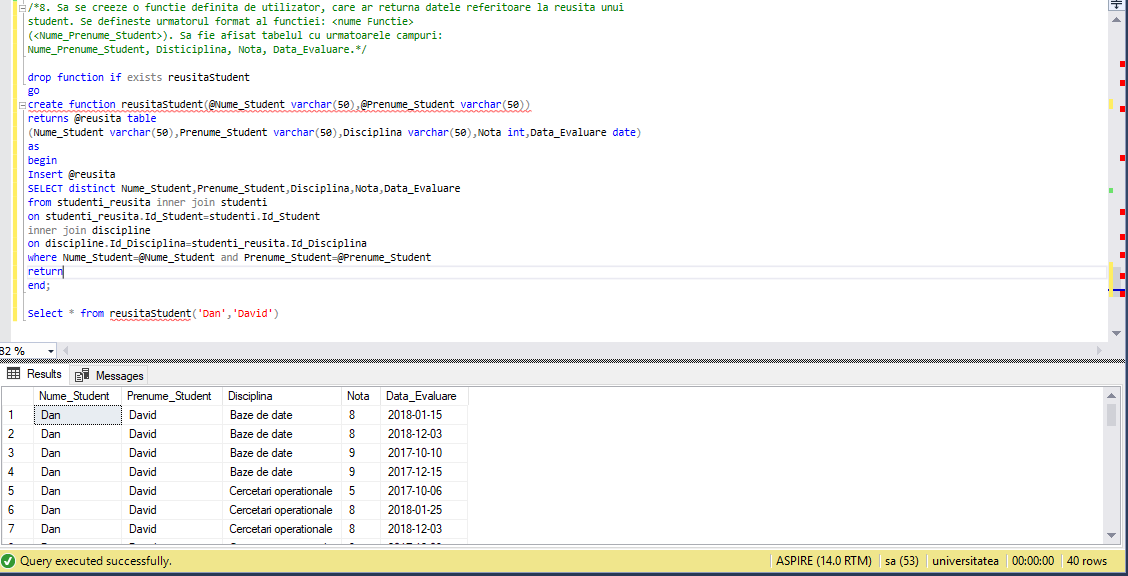 /*8. Sa se creeze o functie definita de utilizator, care ar returna datele referitoare la reusita unui
student. Se defineste urmatorul format al functiei: <nume Functie>
(<Nume_Prenume_Student>). Sa fie afisat tabelul cu urmatoarele campuri:
Nume_Prenume_Student, Disticiplina, Nota, Data_Evaluare.*/
drop function if exists reusitaStudent
go
create function reusitaStudent(@Nume_Student varchar(50),@Prenume_Student varchar(50))
returns @reusita table
(Nume_Student varchar(50),Prenume_Student varchar(50),Disciplina varchar(50),Nota int,Data_Evaluare date)
as
begin
Insert @reusita
SELECT distinct Nume_Student,Prenume_Student,Disciplina,Nota,Data_Evaluare
from studenti_reusita inner join studenti
on studenti_reusita.Id_Student=studenti.Id_Student
inner join discipline
on discipline.Id_Disciplina=studenti_reusita.Id_Disciplina
where Nume_Student=@Nume_Student and Prenume_Student=@Prenume_Student
return
end;
Select * from reusitaStudent('Dan','David')
82 %
Results Messages
Nume_Student Prenume_Student Disciplina Nota Data_Evaluare
1 Dan David Baze de date 8 2018-01-15
2 Dan David Baze de date 8 2018-12-03
3 Dan David Baze de date 9 2017-10-10
4 Dan David Baze de date 9 2017-12-15
5 Dan David Cercetari operationale 5 2017-10-06
6 Dan David Cercetari operationale 8 2018-01-25
7 Dan David Cercetari operationale 8 2018-12-03
Query executed successfully. ASPIRE (14.0 RTM) sa (53) universitatea 00:00:00 40 rows